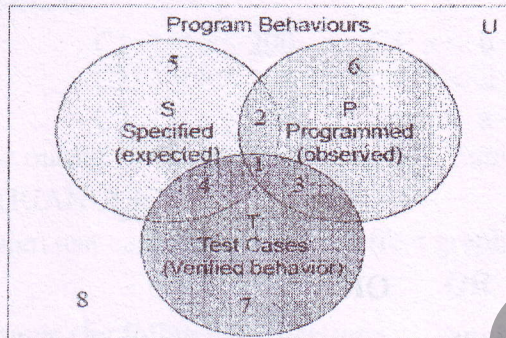 Program Behaviours U
5 6
S P
2
Specified Programmed
(expected) (observed)
1
4 3
T
Test Cases
(Verified behavior)
8
7